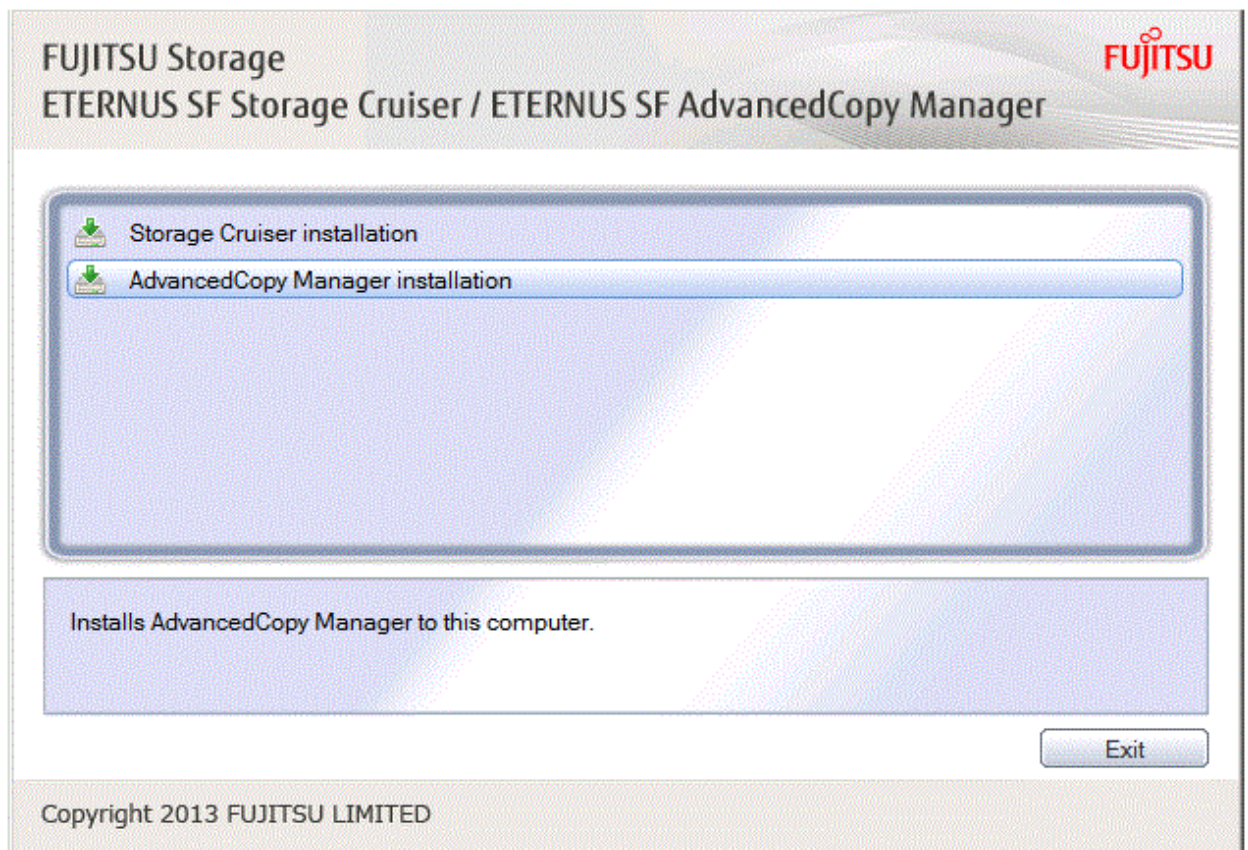 FUJITSU Storage
FUJITSU
ETERNUS SF Storage Cruiser / ETERNUS SF AdvancedCopy Manager
Storage Cruiser installation
AdvancedCopy Manager installation
Installs AdvancedCopy Manager to this computer.
Exit
Copyright 2013 FUJITSU LIMITED